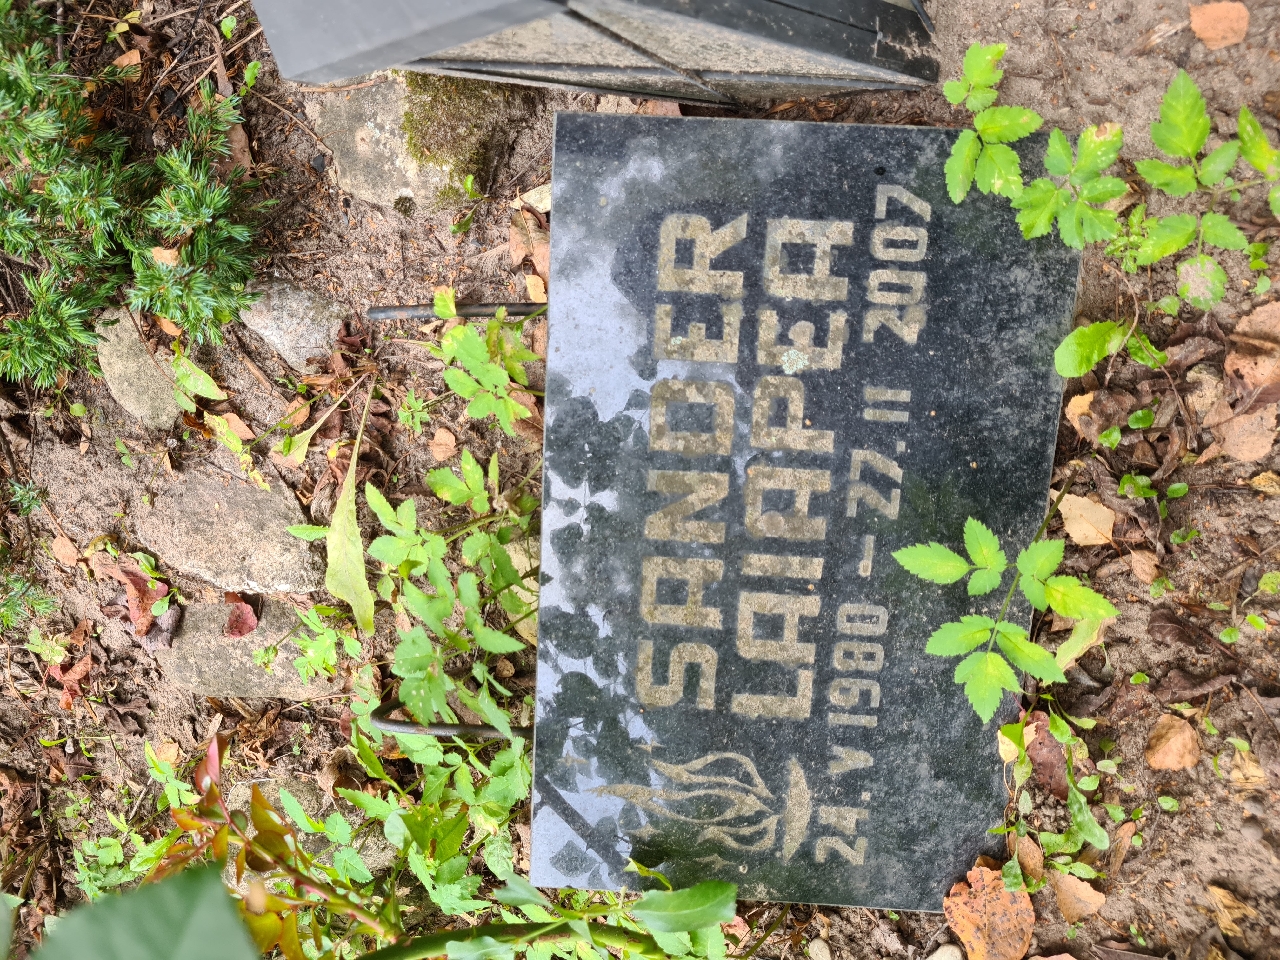 SANDER
LAIAPEA
24. V 1980 – 27. II 2007